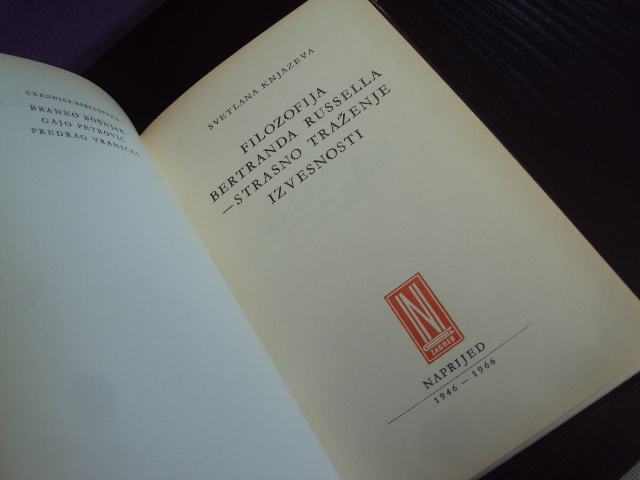 UREDNICI BIBLIOTEKE
BRANKO BOŠNJAK
GAJO PETROVIĆ
PREDRAG VRANICKI
SVETLANA KNJAZEVA
FILOZOFIJA
BERTRANDA RUSSELLA
—STRASNO TRAŽENJE
IZVESNOSTI
N
ZAGREB
NAPRIJED
1946 — 1966